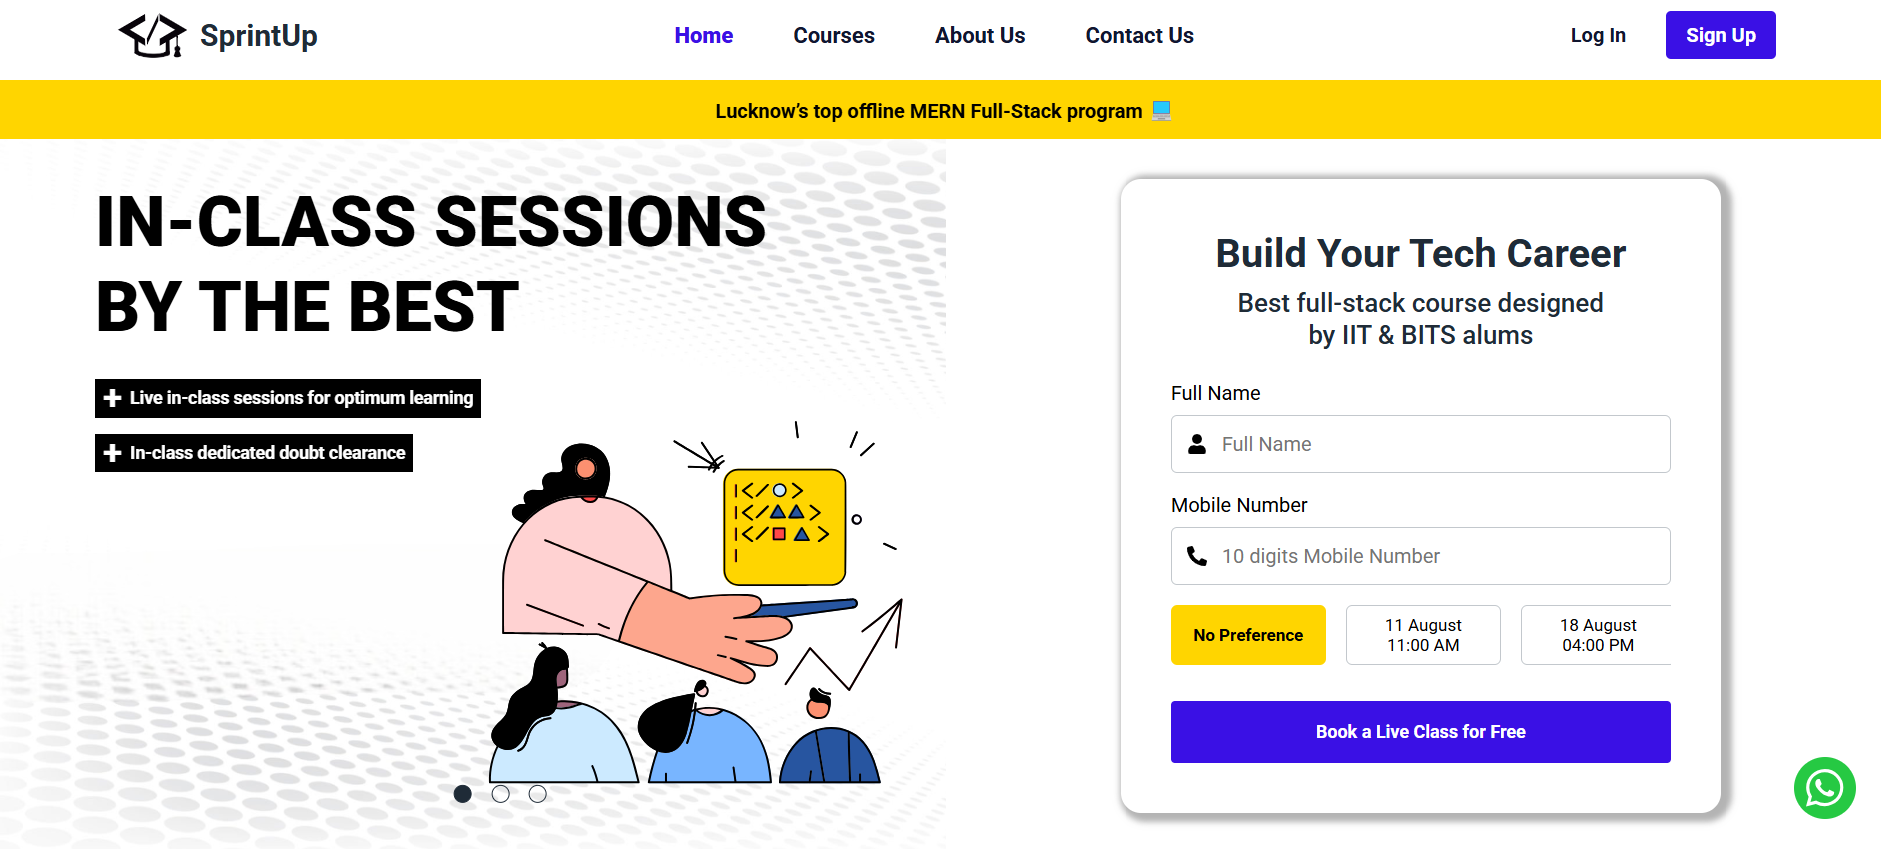 SprintUp
Home
Courses
About Us
Contact Us
Log In
Sign Up
Lucknow’s top offline MERN Full-Stack program
IN-CLASS SESSIONS
BY THE BEST
Live in-class sessions for optimum learning
In-class dedicated doubt clearance
Build Your Tech Career
Best full-stack course designed
by IIT & BITS alums
Full Name
Full Name
Mobile Number
10 digits Mobile Number
No Preference
11 August
11:00 AM
18 August
04:00 PM
Book a Live Class for Free